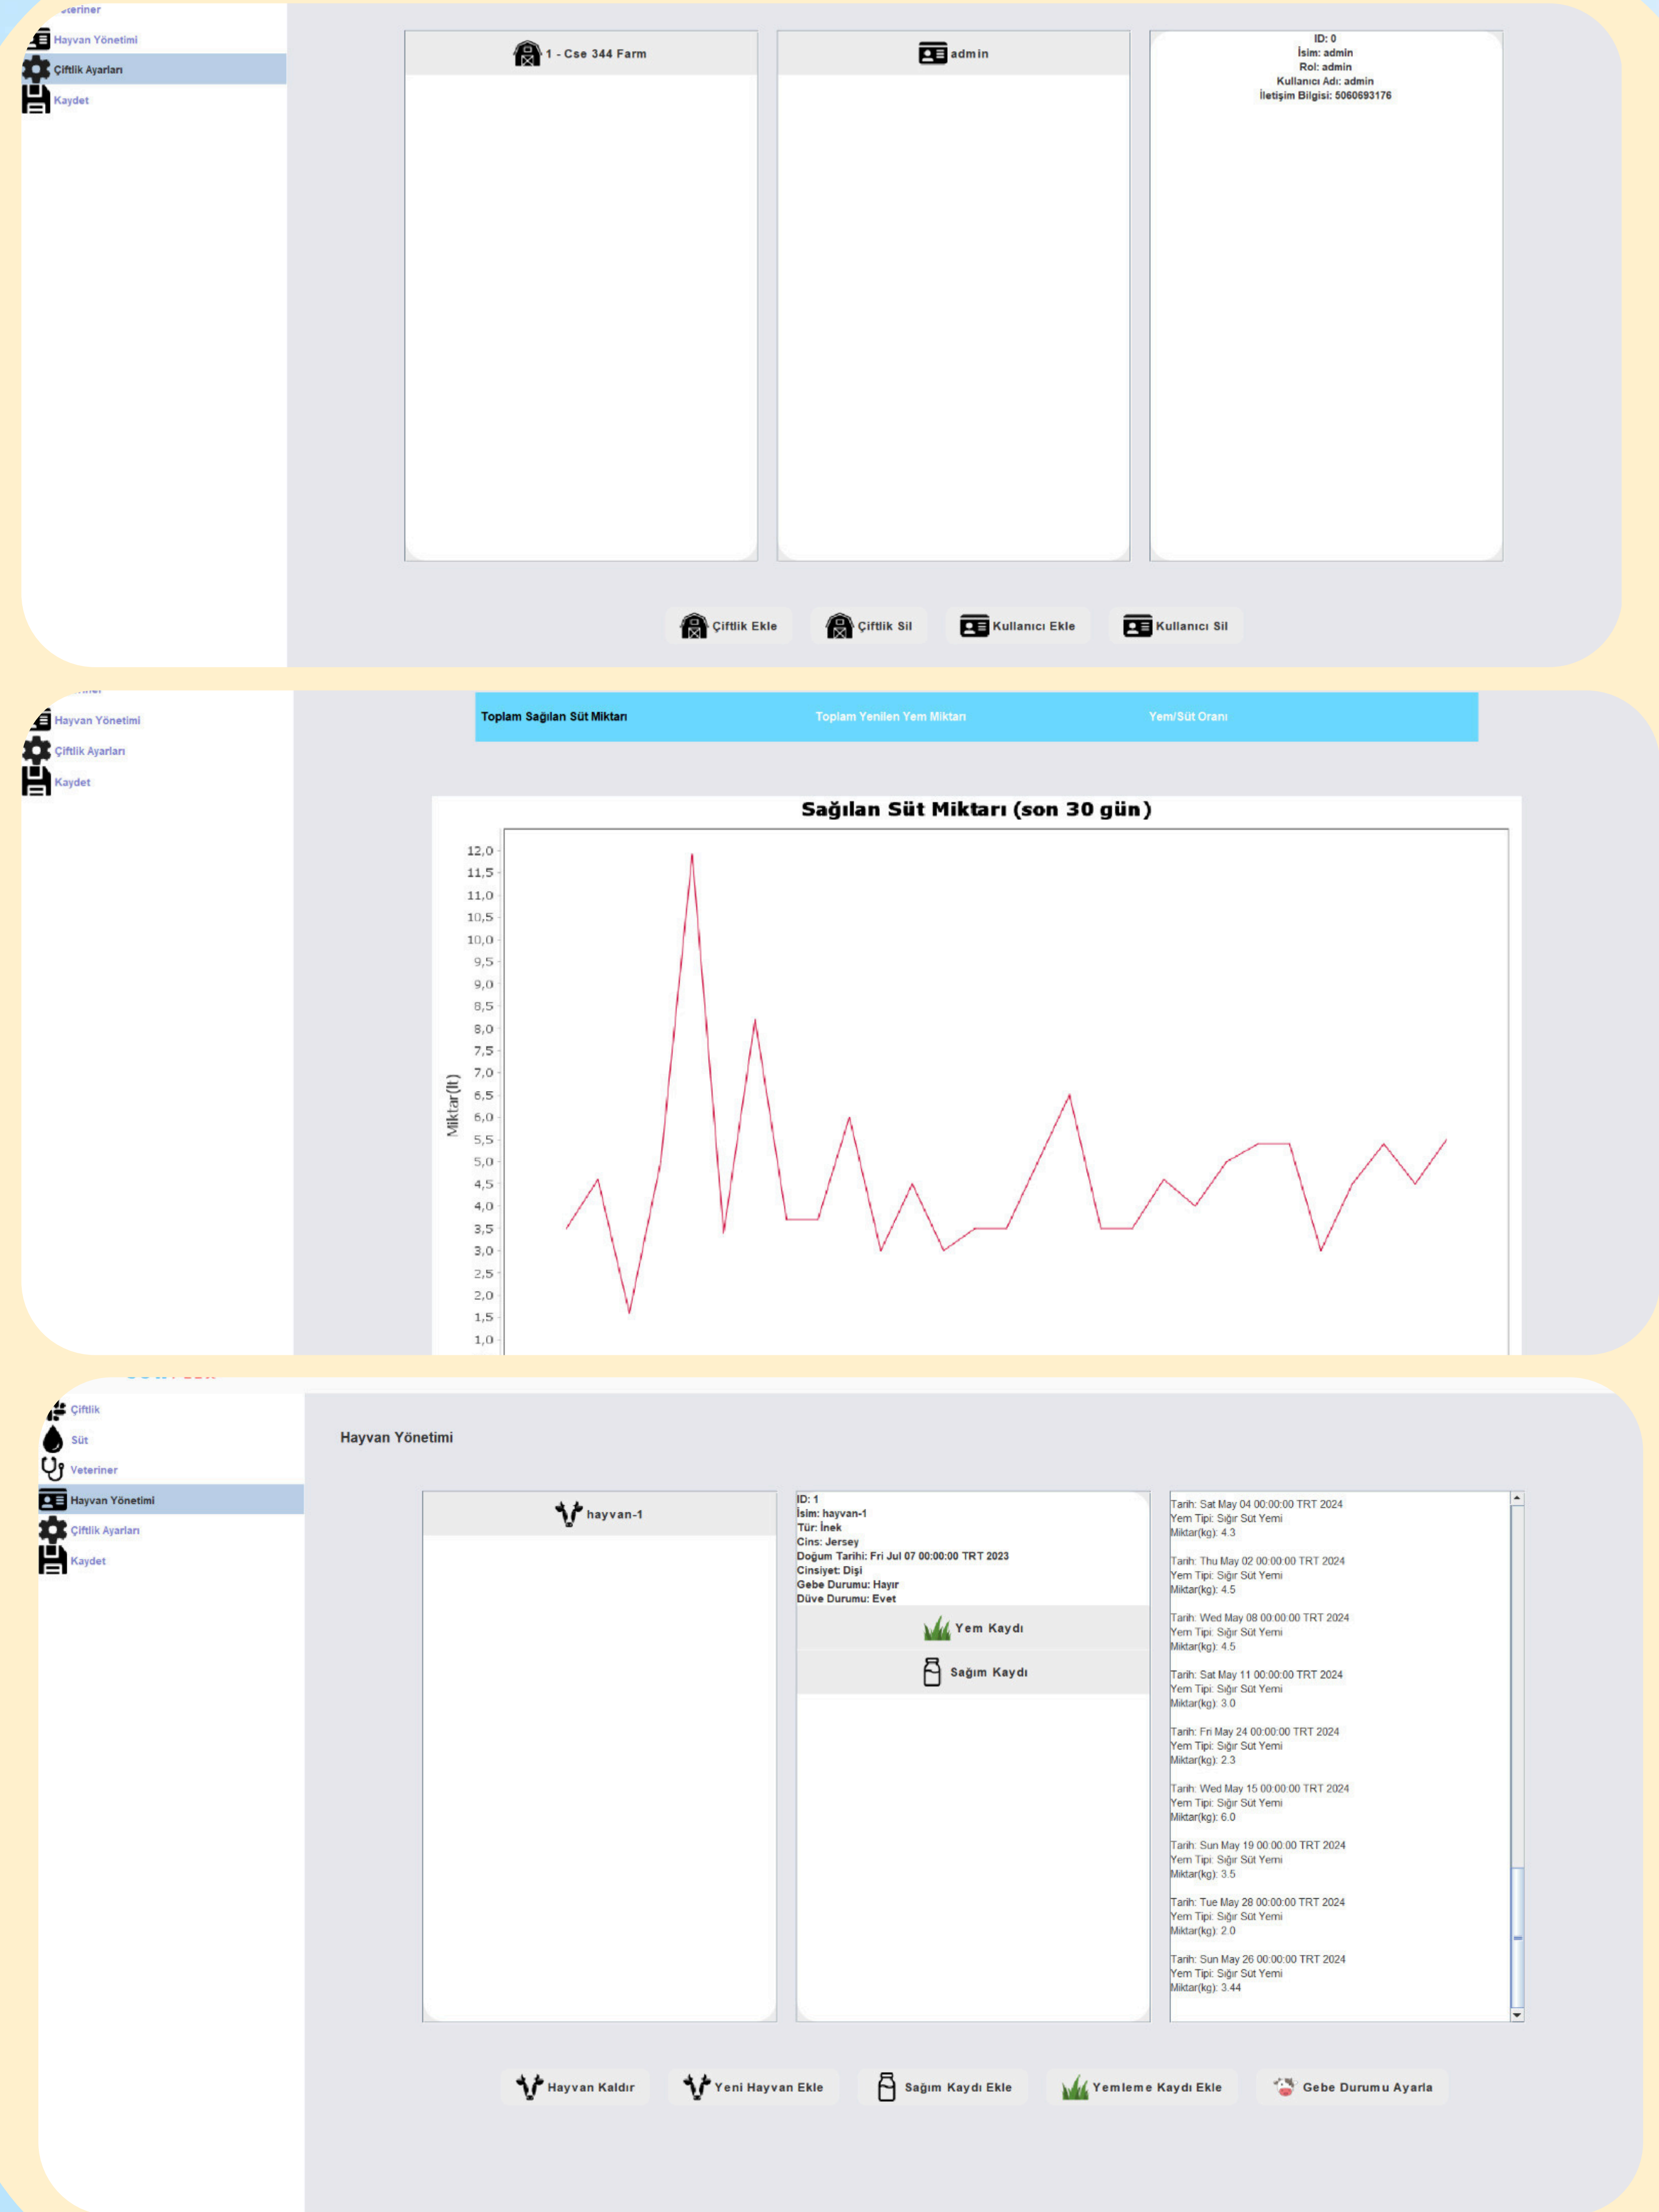 Hayvan Yönetimi
Çiftlik Ayarları
Kaydet
1 - Cse 344 Farm
admin
ID: 0
İsim: admin
Rol: admin
Kullanıcı Adı: admin
İletişim Bilgisi: 5060693176
Çiftlik Ekle
Çiftlik Sil
Kullanıcı Ekle
Kullanıcı Sil
Hayvan Yönetimi
Çiftlik Ayarları
Kaydet
Toplam Sağılan Süt Miktarı
Toplam Yenilen Yem Miktarı
Yem/Süt Oranı
Sağılan Süt Miktarı (son 30 gün)
Miktar(lt)
12,0
11,5
11,0
10,5
10,0
9,5
9,0
8,5
8,0
7,5
7,0
6,5
6,0
5,5
5,0
4,5
4,0
3,5
3,0
2,5
2,0
1,5
1,0
Çiftlik
Süt
Veteriner
Hayvan Yönetimi
Çiftlik Ayarları
Kaydet
Hayvan Yönetimi
hayvan-1
ID: 1
İsim: hayvan-1
Tür: İnek
Cins: Jersey
Doğum Tarihi: Fri Jul 07 00:00:00 TRT 2023
Cinsiyet: Dişi
Gebe Durumu: Hayır
Düve Durumu: Evet
Yem Kaydı
Sağım Kaydı
Tarih: Sat May 04 00:00:00 TRT 2024
Yem Tipi: Sığır Süt Yemi
Miktar(kg): 4.3
Tarih: Thu May 02 00:00:00 TRT 2024
Yem Tipi: Sığır Süt Yemi
Miktar(kg): 4.5
Tarih: Wed May 08 00:00:00 TRT 2024
Yem Tipi: Sığır Süt Yemi
Miktar(kg): 4.5
Tarih: Sat May 11 00:00:00 TRT 2024
Yem Tipi: Sığır Süt Yemi
Miktar(kg): 3.0
Tarih: Fri May 24 00:00:00 TRT 2024
Yem Tipi: Sığır Süt Yemi
Miktar(kg): 2.3
Tarih: Wed May 15 00:00:00 TRT 2024
Yem Tipi: Sığır Süt Yemi
Miktar(kg): 6.0
Tarih: Sun May 19 00:00:00 TRT 2024
Yem Tipi: Sığır Süt Yemi
Miktar(kg): 3.5
Tarih: Tue May 28 00:00:00 TRT 2024
Yem Tipi: Sığır Süt Yemi
Miktar(kg): 2.0
Tarih: Sun May 26 00:00:00 TRT 2024
Yem Tipi: Sığır Süt Yemi
Miktar(kg): 3.44
Hayvan Kaldır
Yeni Hayvan Ekle
Sağım Kaydı Ekle
Yemleme Kaydı Ekle
Gebe Durumu Ayarla